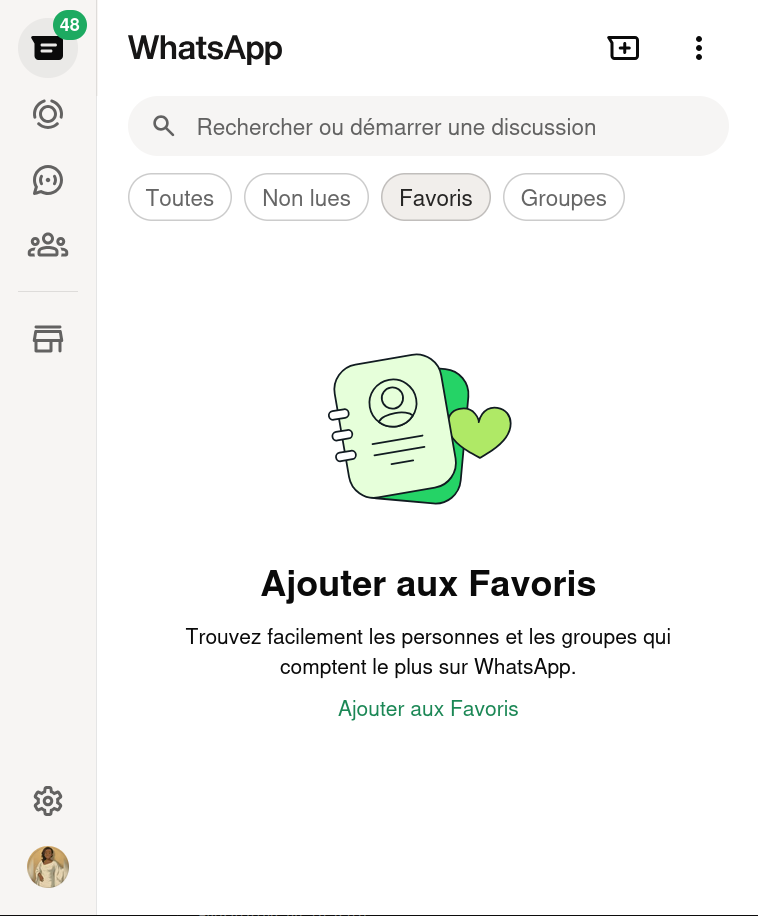 48
WhatsApp
Rechercher ou démarrer une discussion
Toutes
Non lues
Favoris
Groupes
Ajouter aux Favoris
Trouvez facilement les personnes et les groupes qui
comptent le plus sur WhatsApp.
Ajouter aux Favoris